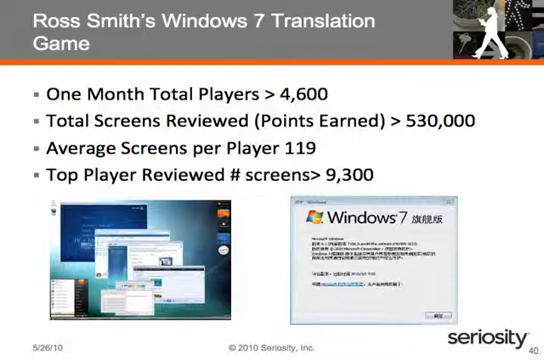 Ross Smith's Windows 7 Translation
Game
One Month Total Players > 4,600
Total Screens Reviewed (Points Earned) > 530,000
Average Screens per Player 119
Top Player Reviewed # screens> 9,300
Windows 7 旗舰版
5/26/10
© 2010 Seriosity, Inc.
seriosity
40